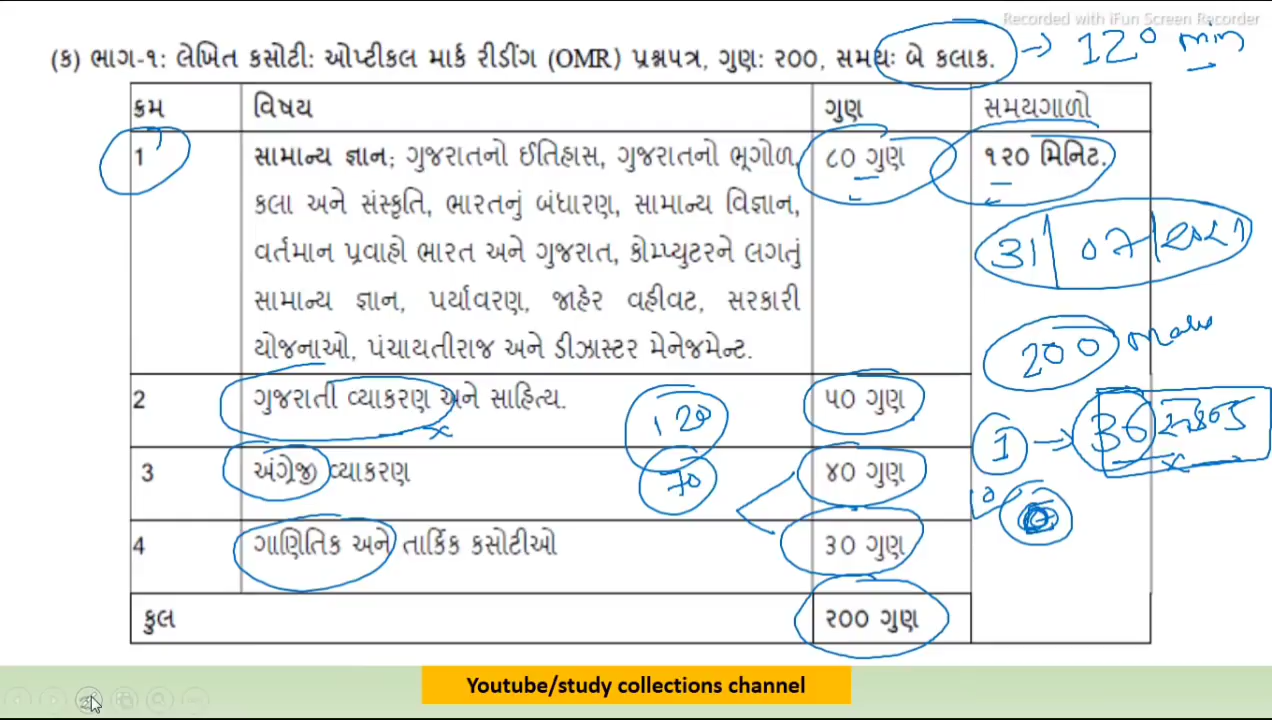 Recorded with iFun Screen Recorder
(ક) ભાગ-૧: લેખિત કસોટી: ઓપ્ટીકલ માર્ક રીડીંગ (OMR) પ્રશ્નપત્ર, ગુણ: ૨૦૦, સમય: બે કલાક. → 120 min
ક્રમ વિષય ગુણ સમયગાળો
1 સામાન્ય જ્ઞાન; ગુજરાતનો ઈતિહાસ, ગુજરાતનો ભૂગોળ, ૮૦ ગુણ ૧૨૦ મિનિટ.
કલા અને સંસ્કૃતિ, ભારતનું બંધારણ, સામાન્ય વિજ્ઞાન,
વર્તમાન પ્રવાહો ભારત અને ગુજરાત, કોમ્પ્યુટરને લગતું
31/07/2021
સામાન્ય જ્ઞાન, પર્યાવરણ, જાહેર વહીવટ, સરકારી
યોજનાઓ, પંચાયતીરાજ અને ડીઝાસ્ટર મેનેજમેન્ટ.
200
2 ગુજરાતી વ્યાકરણ અને સાહિત્ય. ૫૦ ગુણ
120
1 → 36
3 અંગ્રેજી વ્યાકરણ ૪૦ ગુણ
70
4 ગાણિતિક અને તાર્કિક કસોટીઓ ૩૦ ગુણ
કુલ ૨૦૦ ગુણ
Youtube/study collections channel